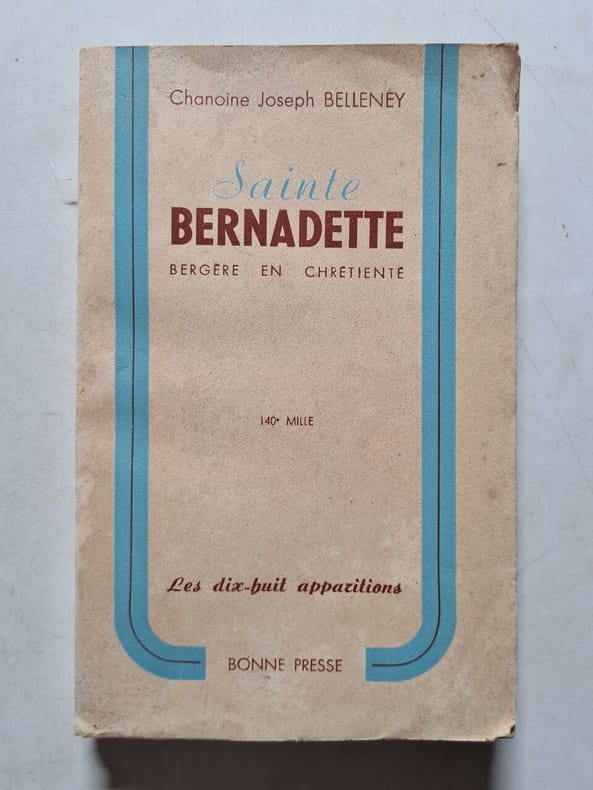 Chanoine Joseph BELLENEY
Sainte
BERNADETTE
BERGÈRE EN CHRÉTIENTÉ
140e MILLE
Les dix-huit apparitions
BONNE PRESSE